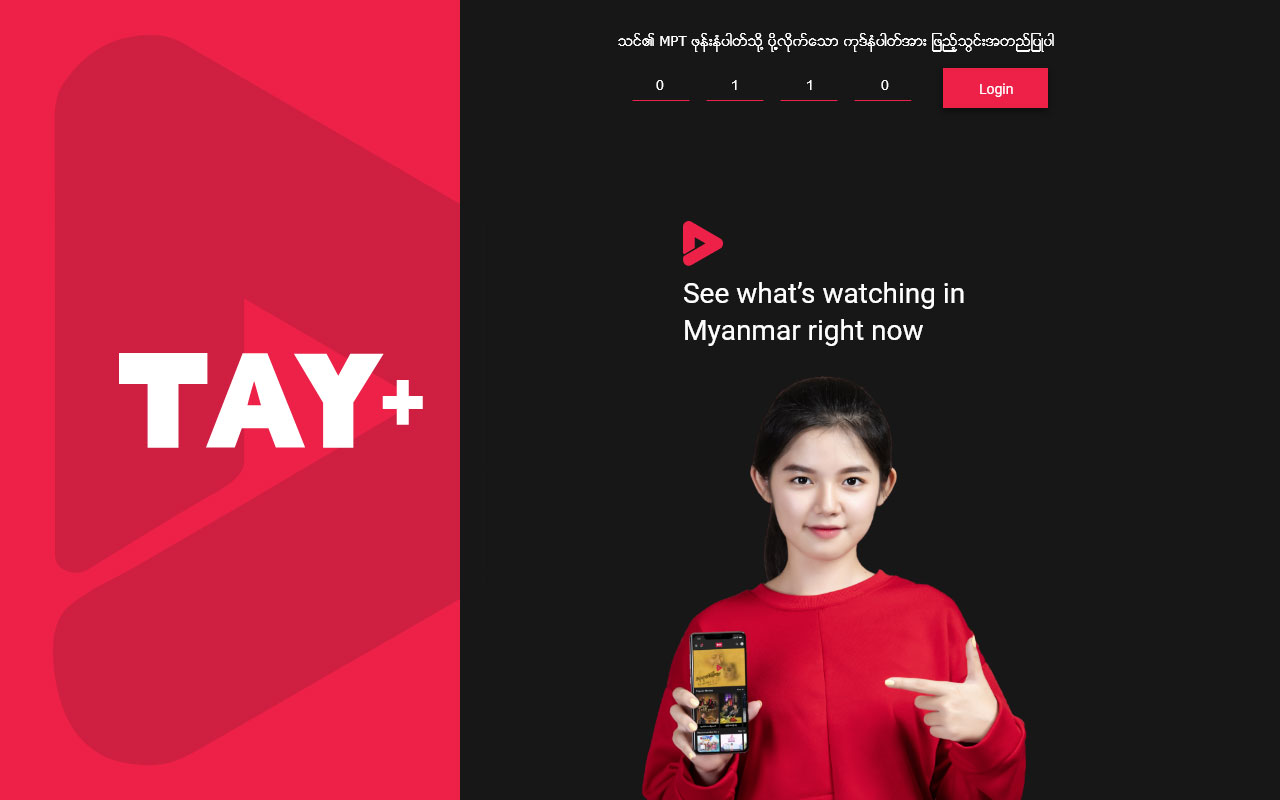 သင်၏ MPT ဖုန်းနံပါတ်သို့ ပို့လိုက်သော ကုဒ်နံပါတ်အား ဖြည့်သွင်းအတည်ပြုပါ
0 1 1 0 Login
TAY+
See what's watching in
Myanmar right now